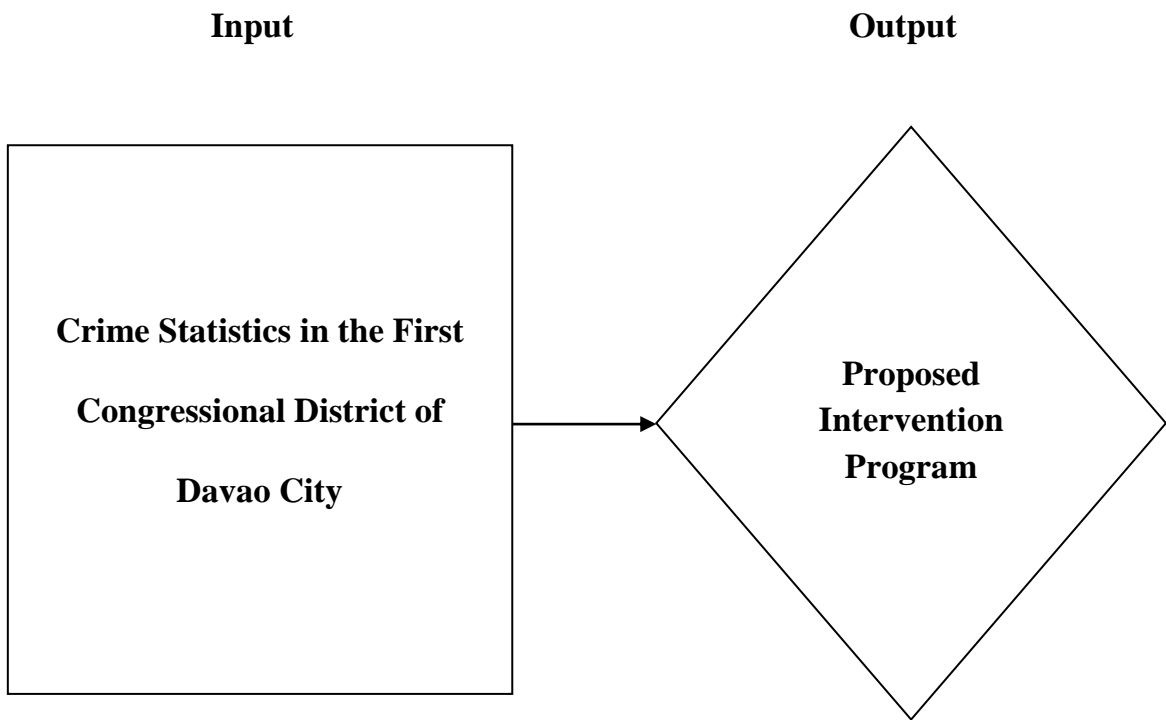 Input
Output
Crime Statistics in the First
Congressional District of
Davao City
Proposed
Intervention
Program